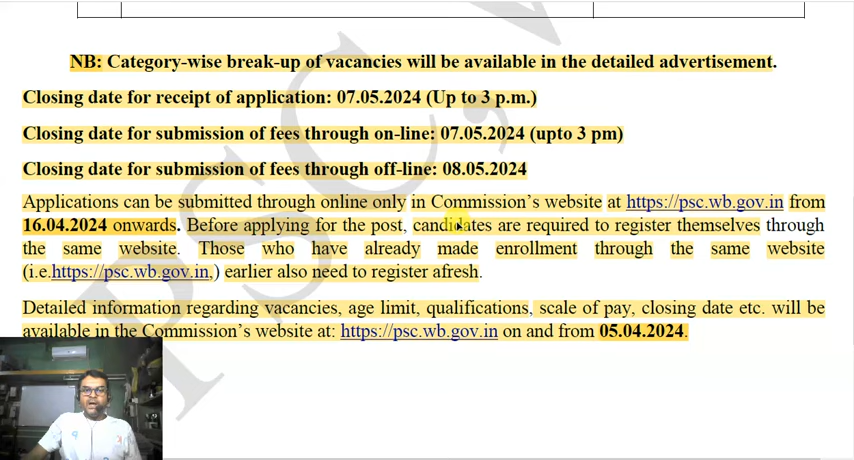 NB: Category-wise break-up of vacancies will be available in the detailed advertisement.
Closing date for receipt of application: 07.05.2024 (Up to 3 p.m.)
Closing date for submission of fees through on-line: 07.05.2024 (upto 3 pm)
Closing date for submission of fees through off-line: 08.05.2024
Applications can be submitted through online only in Commission's website at https://psc.wb.gov.in from
16.04.2024 onwards. Before applying for the post, candidates are required to register themselves through
the same website. Those who have already made enrollment through the same website
(i.e.https://psc.wb.gov.in,) earlier also need to register afresh.
Detailed information regarding vacancies, age limit, qualifications, scale of pay, closing date etc. will be
available in the Commission's website at: https://psc.wb.gov.in on and from 05.04.2024.
PSC,